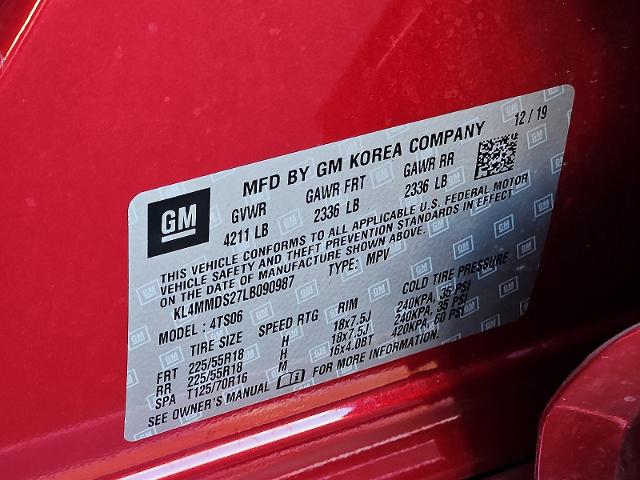 MFD BY GM KOREA COMPANY 12 / 19
GM
GVWR GAWR FRT GAWR RR
4211 LB 2336 LB 2336 LB
THIS VEHICLE CONFORMS TO ALL APPLICABLE U.S. FEDERAL MOTOR
VEHICLE SAFETY AND THEFT PREVENTION STANDARDS IN EFFECT
ON THE DATE OF MANUFACTURE SHOWN ABOVE.
KL4MMDS27LB090987 TYPE: MPV
MODEL: 4TS06
TIRE SIZE SPEED RTG RIM COLD TIRE PRESSURE
FRT 225/55R18 H 18x7.5J 240KPA, 35 PSI
RR 225/55R18 H 18x7.5J 240KPA, 35 PSI
SPA T125/70R16 M 16x4.0BT 420KPA, 60 PSI
SEE OWNER'S MANUAL FOR MORE INFORMATION.